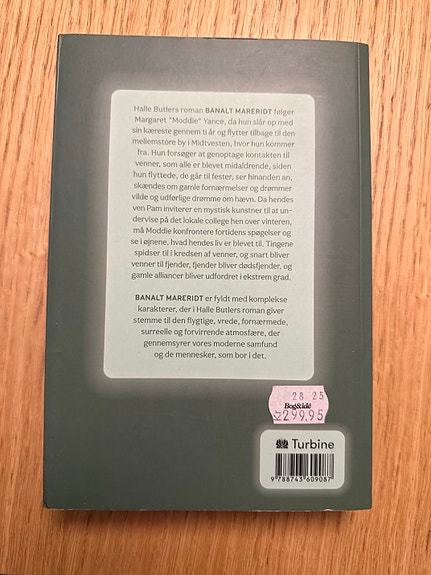 Halle Butlers roman BANALT MARERIDT følger
Margaret "Moddie" Yance, da hun slår op med
sin kæreste gennem ti år og flytter tilbage til den
mellemstore by i Midtvesten, hvor hun kommer
fra. Hun forsøger at genoptage kontakten til
venner, som alle er blevet midaldrende, siden
hun flyttede, de går til fester, ser hinanden an,
skændes om gamle fornærmelser og drømmer
vilde og udførlige drømme om hævn. Da hendes
ven Pam inviterer en mystisk kunstner til at un-
dervise på det lokale college hen over vinteren,
må Moddie konfrontere fortidens spøgelser og
se i øjnene, hvad hendes liv er blevet til. Tingene
spidser til i kredsen af venner, og snart bliver
venner til fjender, fjender bliver dødsfjender, og
gamle alliancer bliver udfordret i ekstrem grad.
BANALT MARERIDT er fyldt med komplekse
karakterer, der i Halle Butlers roman giver
stemme til den flygtige, vrede, fornærmede,
surreelle og forvirrende atmosfære, der
gennemsyrer vores moderne samfund
og de mennesker, som bor i det.
28 25
Bog&idé
299.95
Turbine
9 788743 609087